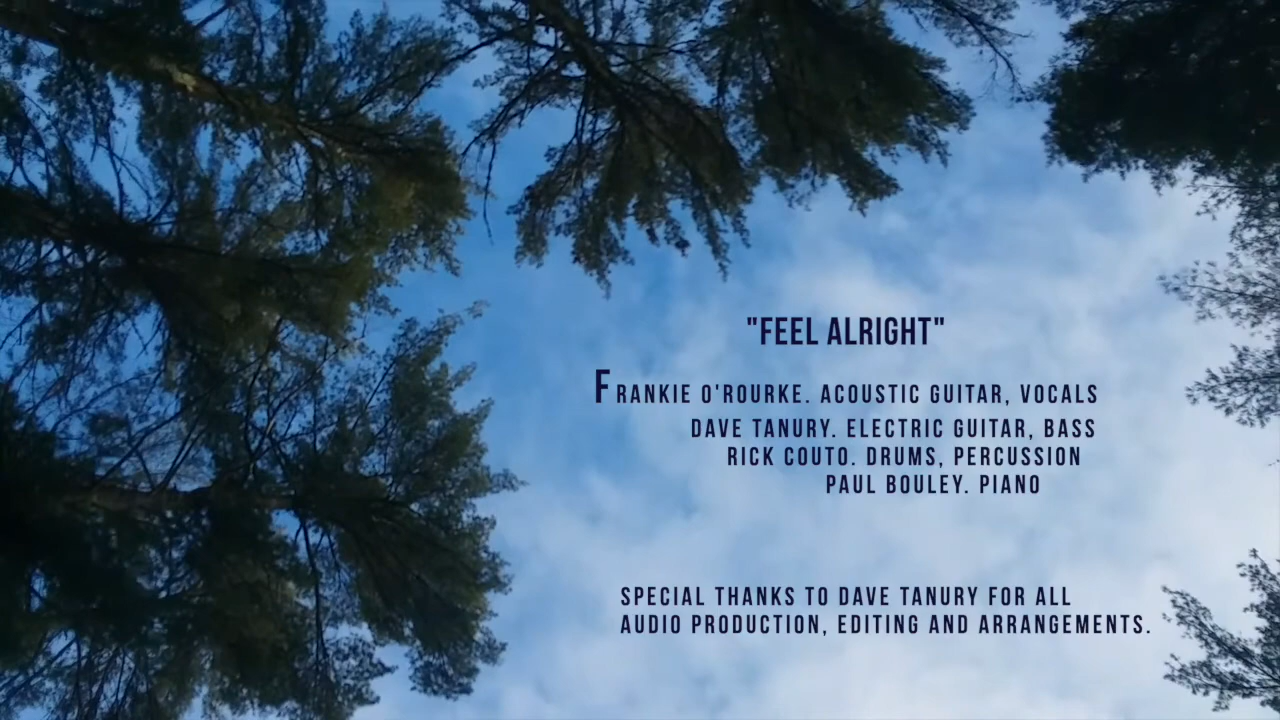 "FEEL ALRIGHT"
FRANKIE O'ROURKE. ACOUSTIC GUITAR, VOCALS
DAVE TANURY. ELECTRIC GUITAR, BASS
RICK COUTO. DRUMS, PERCUSSION
PAUL BOULEY. PIANO
SPECIAL THANKS TO DAVE TANURY FOR ALL
AUDIO PRODUCTION, EDITING AND ARRANGEMENTS.